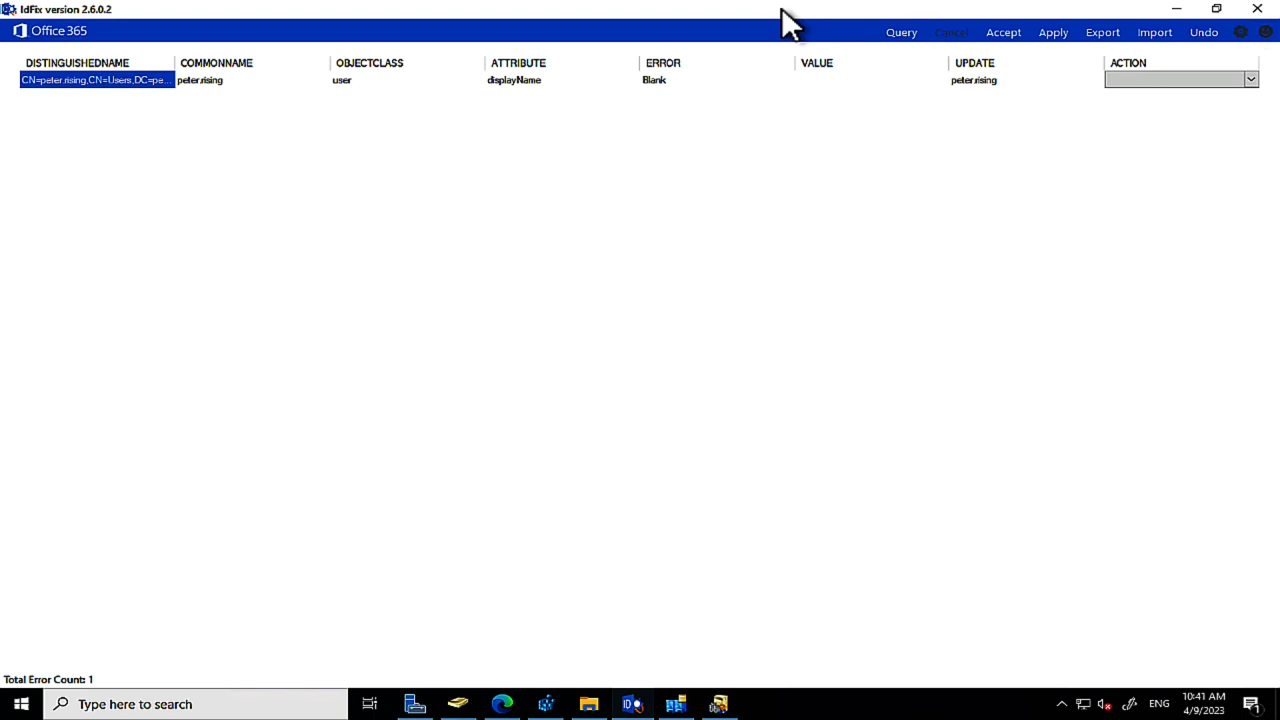 IdFix version 2.6.0.2
Office 365
Query Cancel Accept Apply Export Import Undo
DISTINGUISHEDNAME COMMONNAME OBJECTCLASS ATTRIBUTE ERROR VALUE UPDATE ACTION
CN=peter.rising,CN=Users,DC=pe... peter.rising user displayName Blank peter.rising
Total Error Count: 1
Type here to search
ENG
10:41 AM
4/9/2023
1